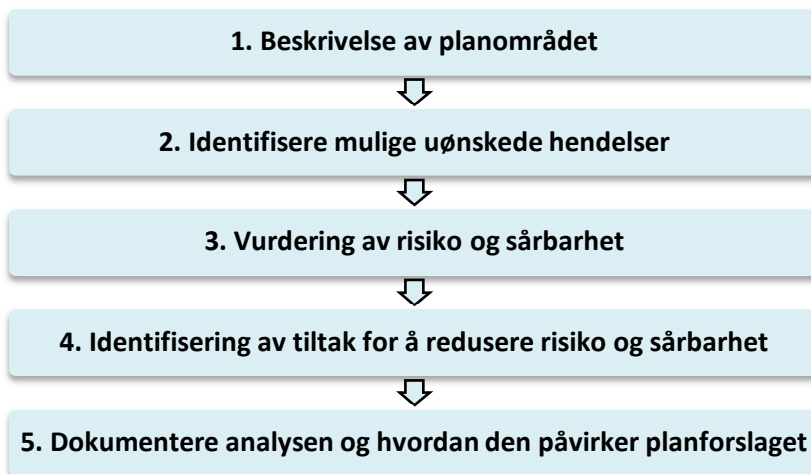 1. Beskrivelse av planområdet
2. Identifisere mulige uønskede hendelser
3. Vurdering av risiko og sårbarhet
4. Identifisering av tiltak for å redusere risiko og sårbarhet
5. Dokumentere analysen og hvordan den påvirker planforslaget